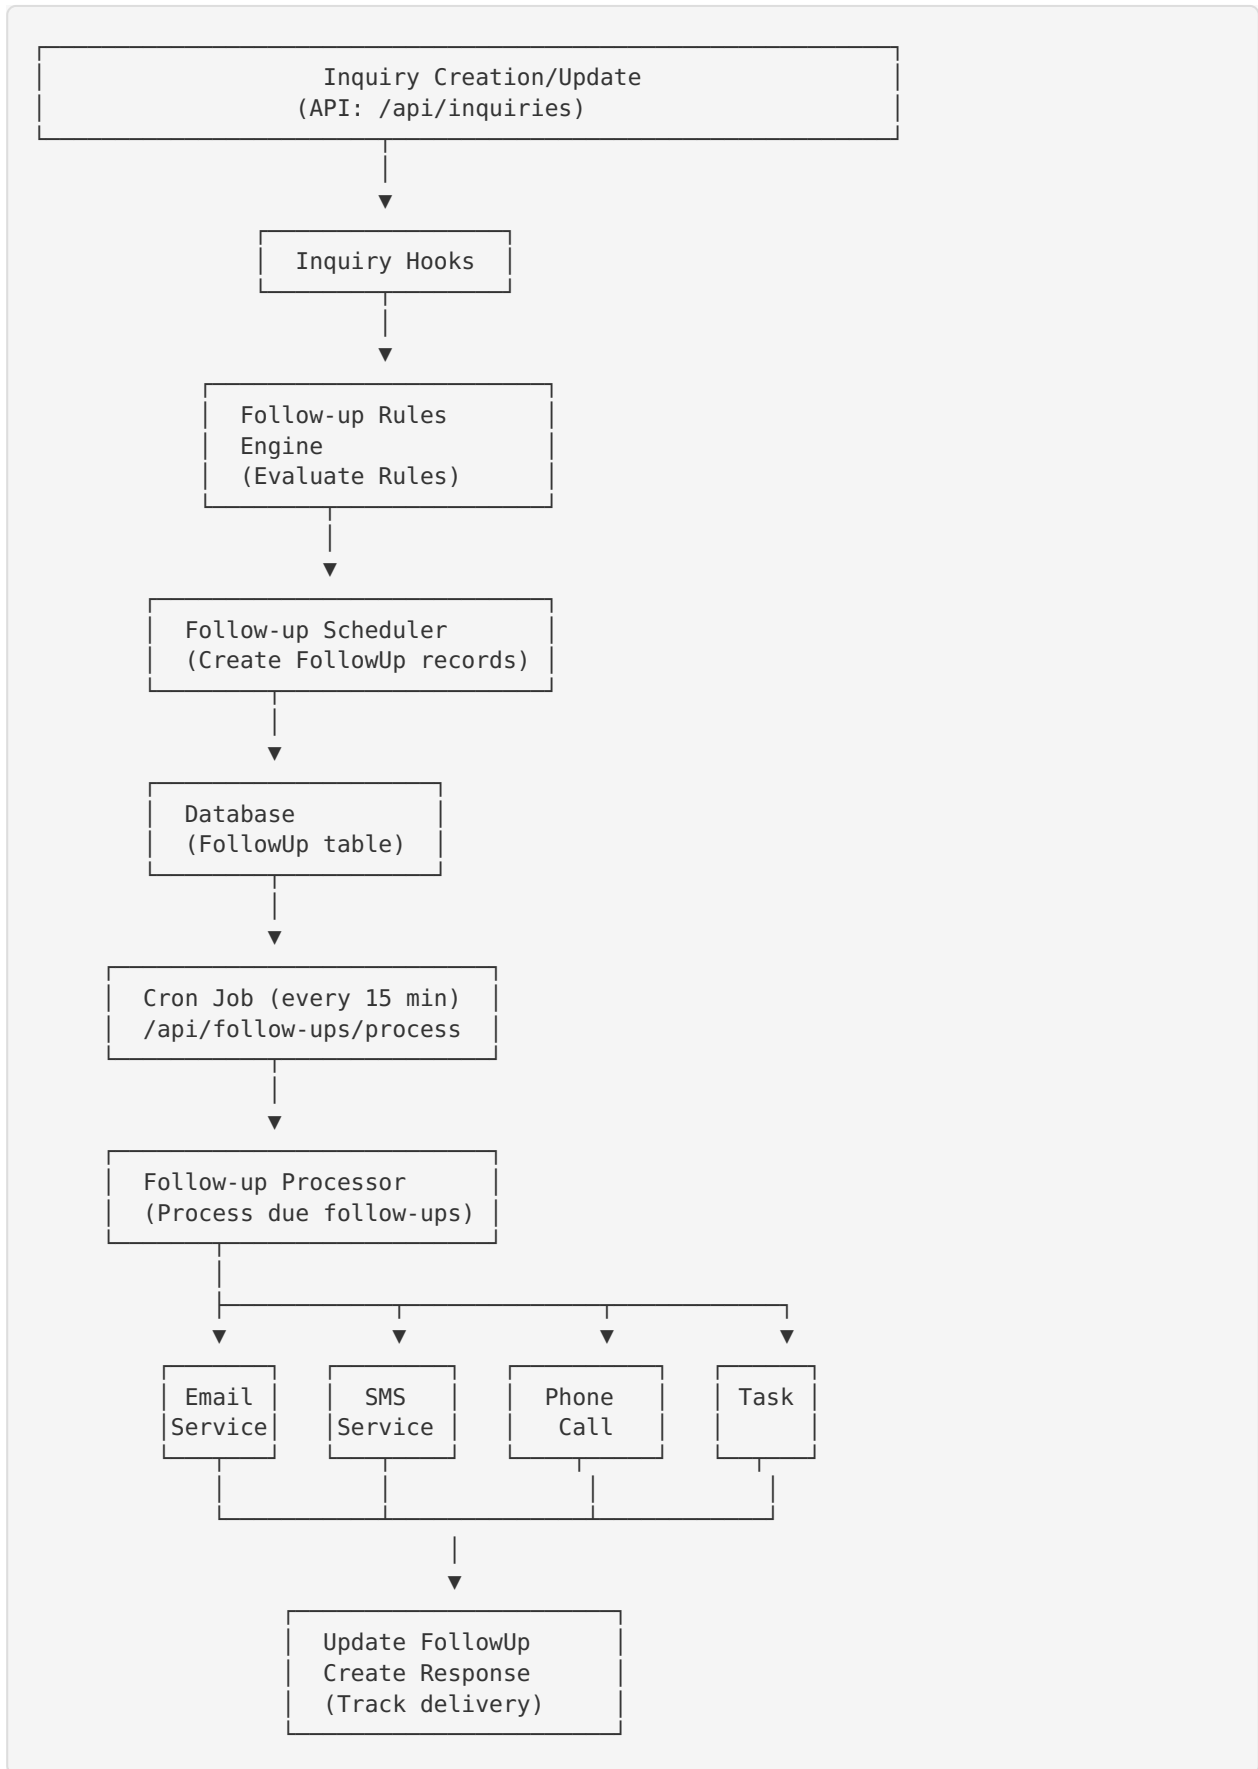 Inquiry Creation/Update
(API: /api/inquiries)
Inquiry Hooks
Follow-up Rules
Engine
(Evaluate Rules)
Follow-up Scheduler
(Create FollowUp records)
Database
(FollowUp table)
Cron Job (every 15 min)
/api/follow-ups/process
Follow-up Processor
(Process due follow-ups)
Email
Service
SMS
Service
Phone
Call
Task
Update FollowUp
Create Response
(Track delivery)